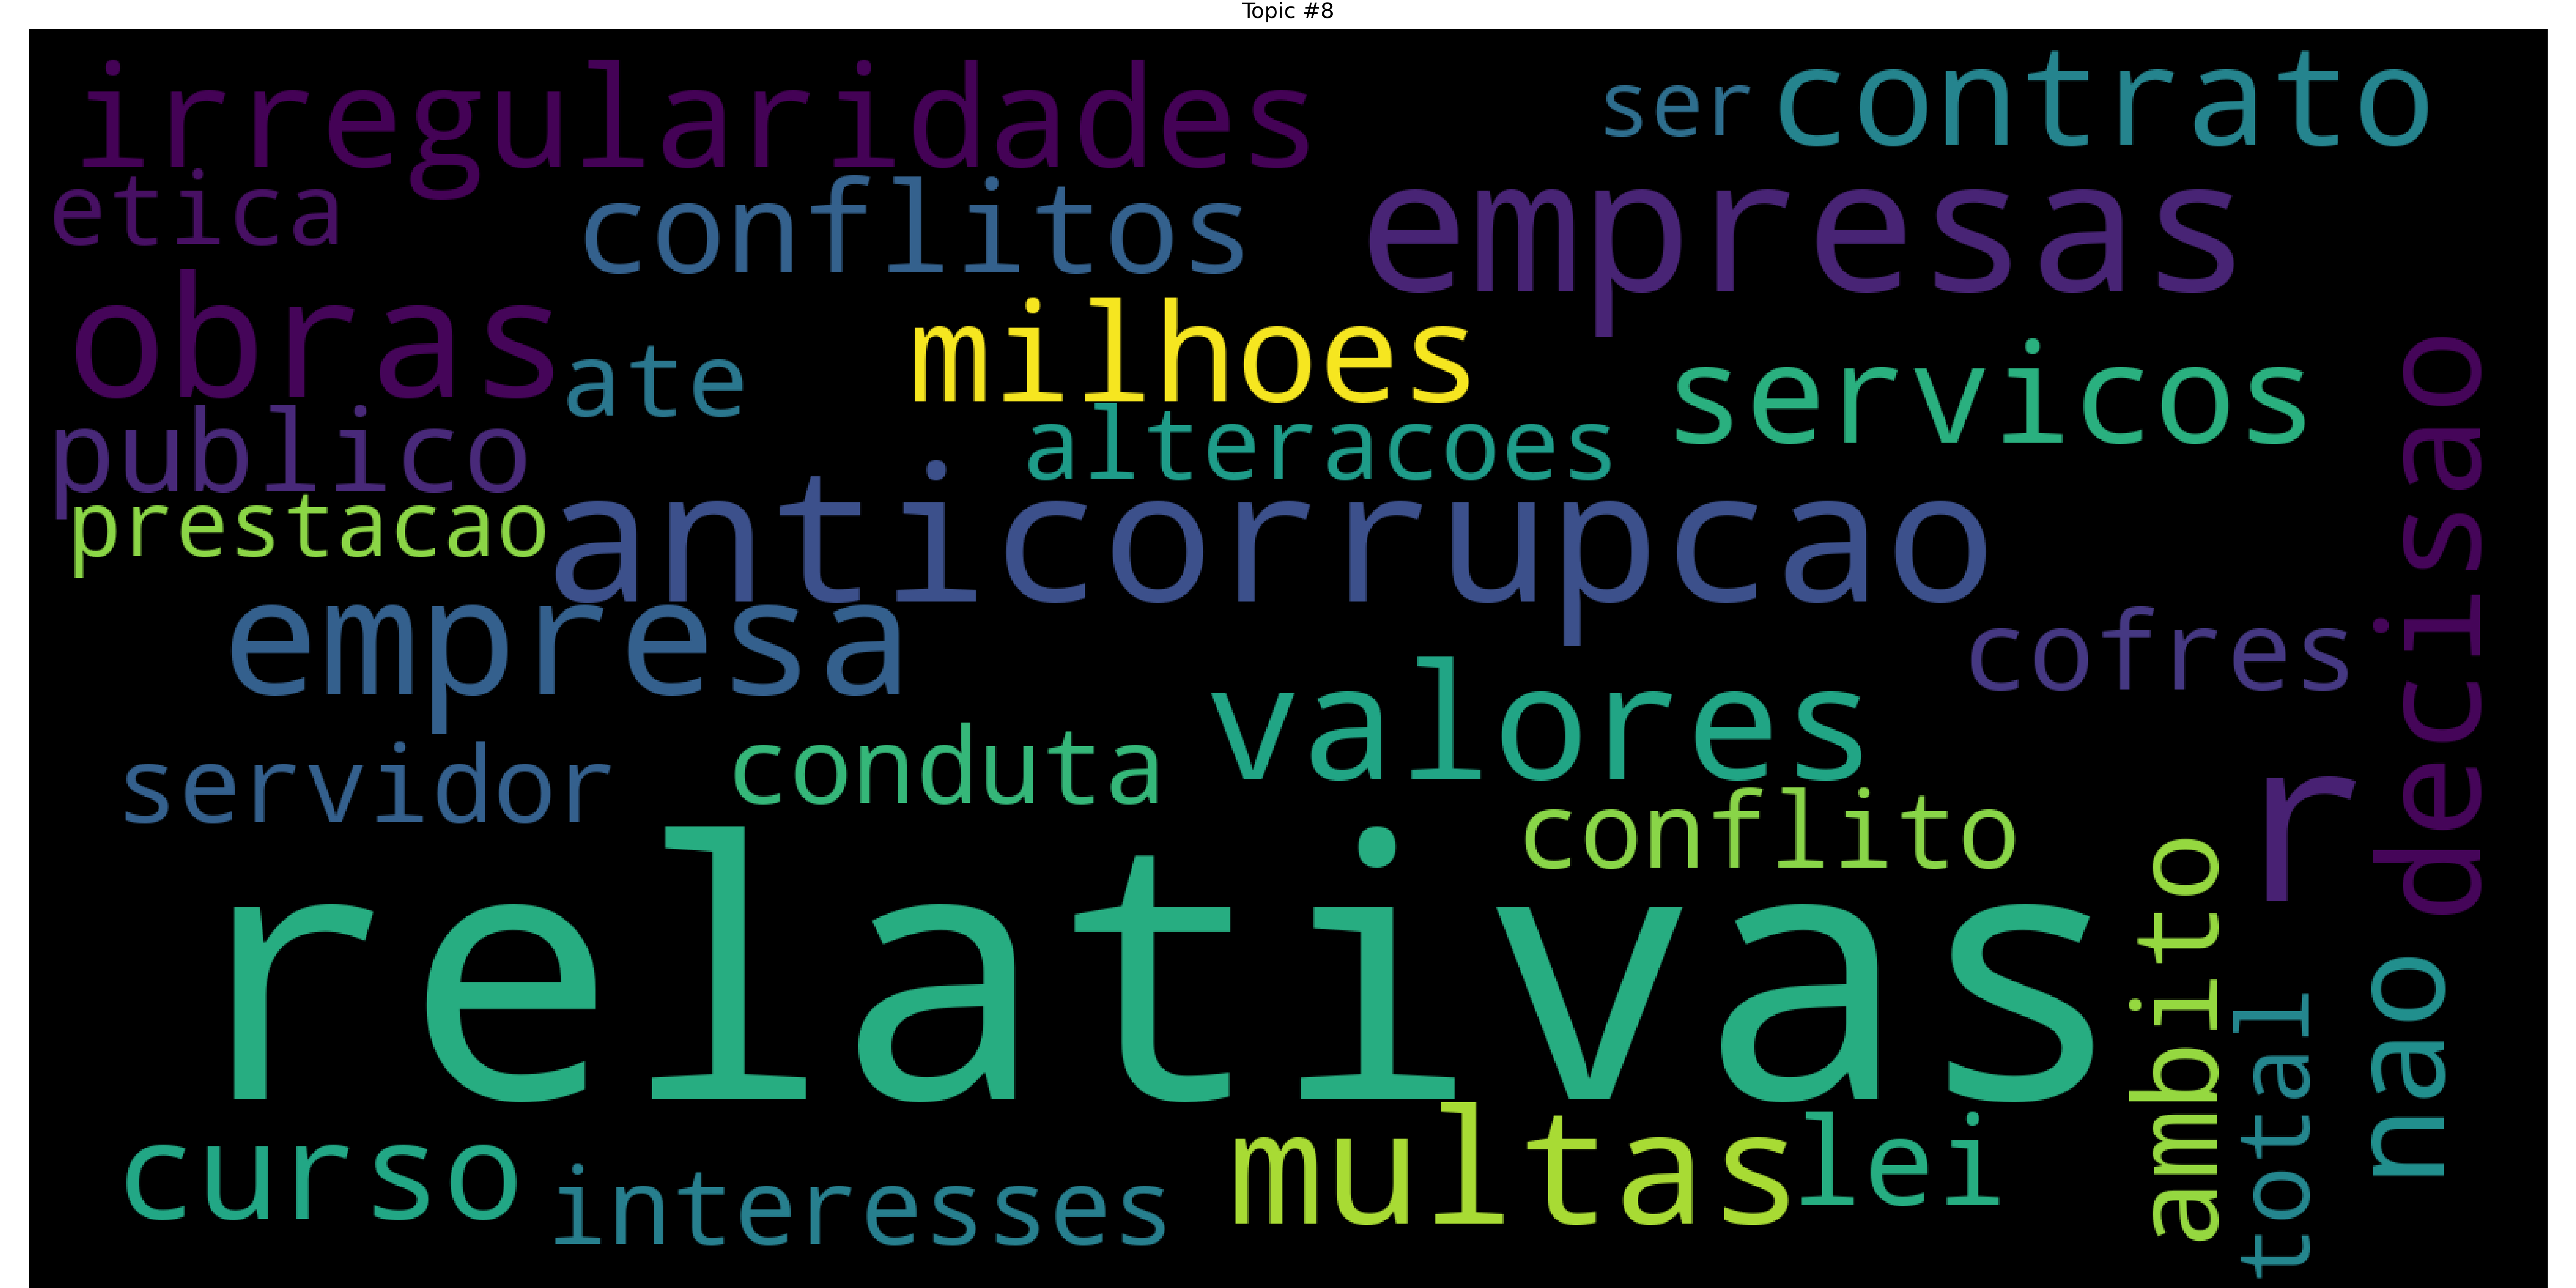 Topic #8
irregularidades
ser
contrato
etica
conflitos
empresas
obras
ate
milhoes
servicos
publico
alteracoes
decisao
prestacao
anticorrupcao
empresa
cofres
servidor
conduta
valores
conflito
r
relativas
ambito
nao
total
curso
interesses
multas
lei